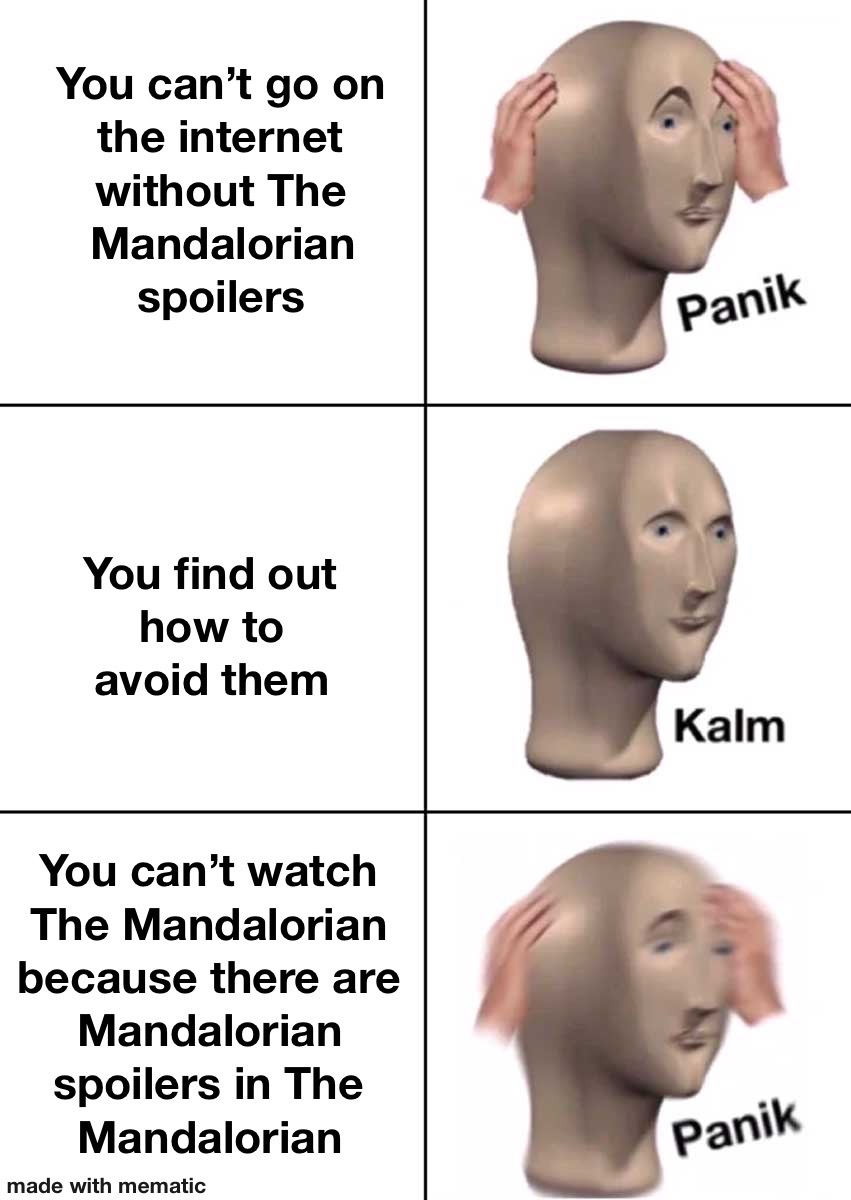 You can’t go on
the internet
without The
Mandalorian
spoilers
Panik
You find out
how to
avoid them
Kalm
You can’t watch
The Mandalorian
because there are
Mandalorian
spoilers in The
Mandalorian
Panik
made with mematic